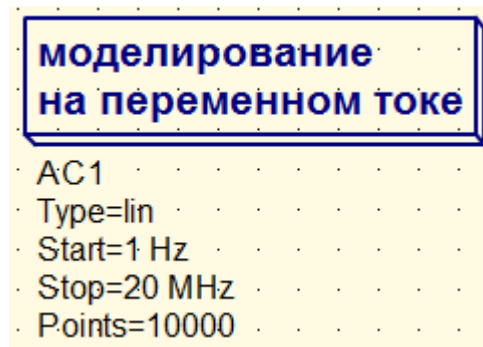 моделирование
на переменном токе
AC1
Type=lin
Start=1 Hz
Stop=20 MHz
Points=10000